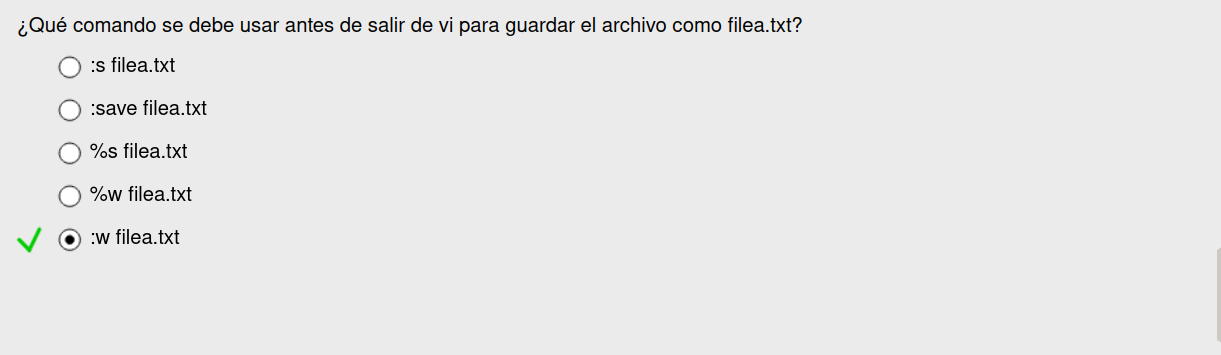 ¿Qué comando se debe usar antes de salir de vi para guardar el archivo como filea.txt?
:s filea.txt
:save filea.txt
%s filea.txt
%w filea.txt
:w filea.txt